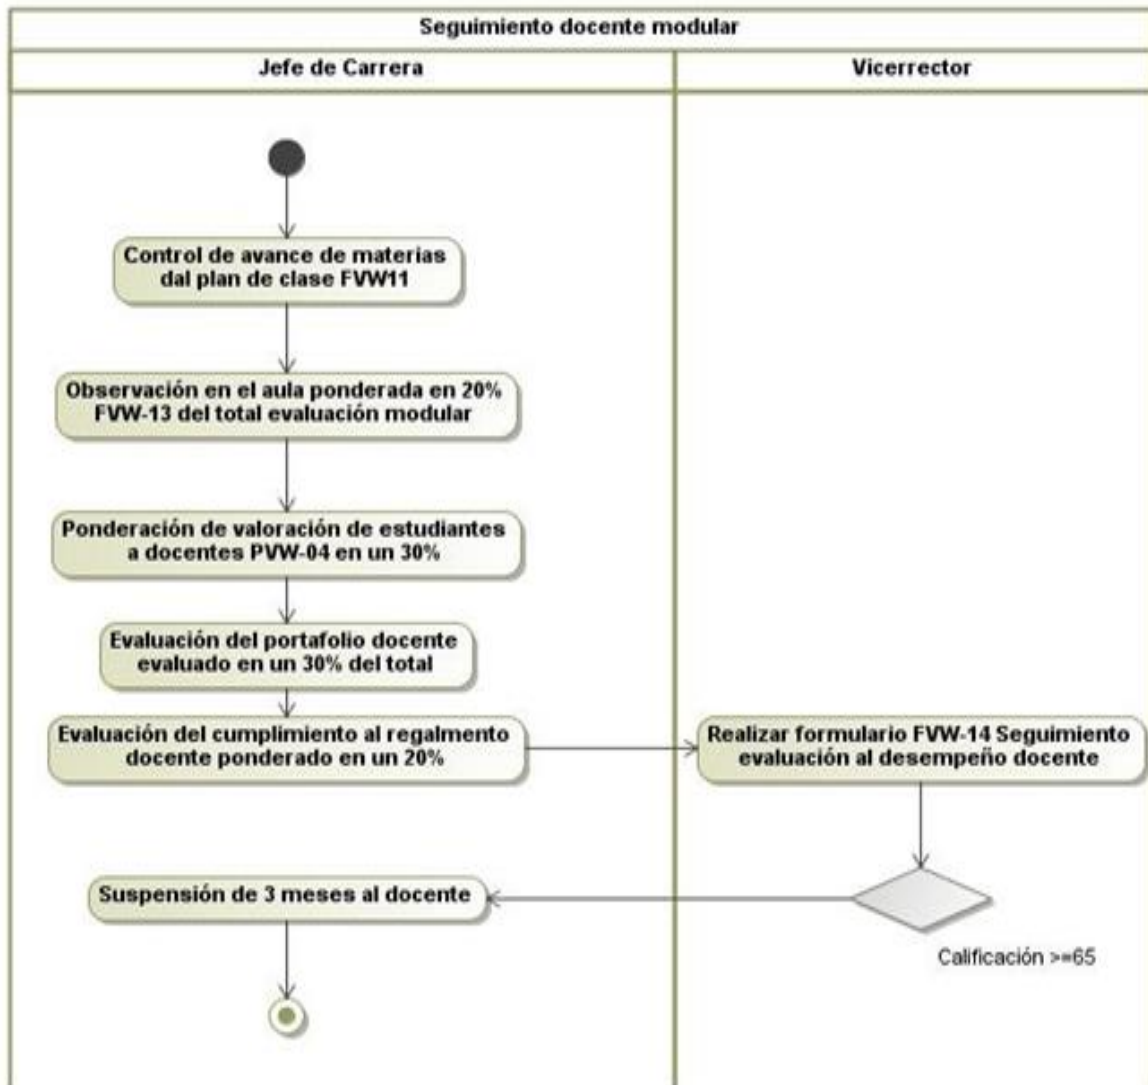 Seguimiento docente modular
Jefe de Carrera
Vicerrector
Control de avance de materias
dal plan de clase FVW11
Observación en el aula ponderada en 20%
FVW-13 del total evaluación modular
Ponderación de valoración de estudiantes
a docentes PVW-04 en un 30%
Evaluación del portafolio docente
evaluado en un 30% del total
Evaluación del cumplimiento al regalmento
docente ponderado en un 20%
Realizar formulario FVW-14 Seguimiento
evaluación al desempeño docente
Suspensión de 3 meses al docente
Calificación >=65